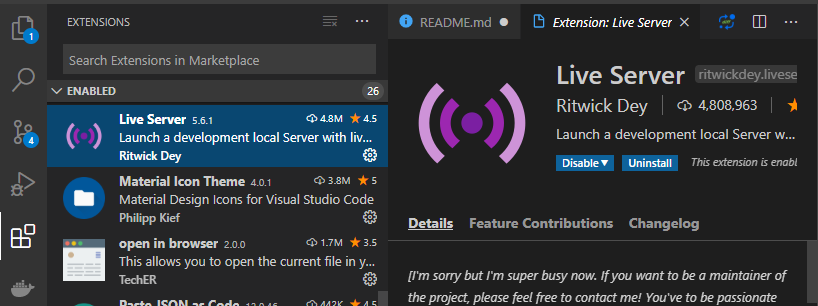 EXTENSIONS
README.md
Extension: Live Server
1
4
Search Extensions in Marketplace
ENABLED
26
Live Server 5.6.1 4.8M 4.5
Launch a development local Server with liv...
Ritwick Dey
Material Icon Theme 4.0.1 3.8M 5
Material Design Icons for Visual Studio Code
Philipp Kief
open in browser 2.0.0 1.7M 3.5
This allows you to open the current file in y...
TechER
Paste JSON as Code 12.0.46 442K 4.5
Live Server ritwickdey.livese
Ritwick Dey 4,808,963
Launch a development local Server w...
Disable Uninstall This extension is enabl
Details Feature Contributions Changelog
[I'm sorry but I'm super busy now. If you want to be a maintainer of
the project, please feel free to contact me! You've to be passionate